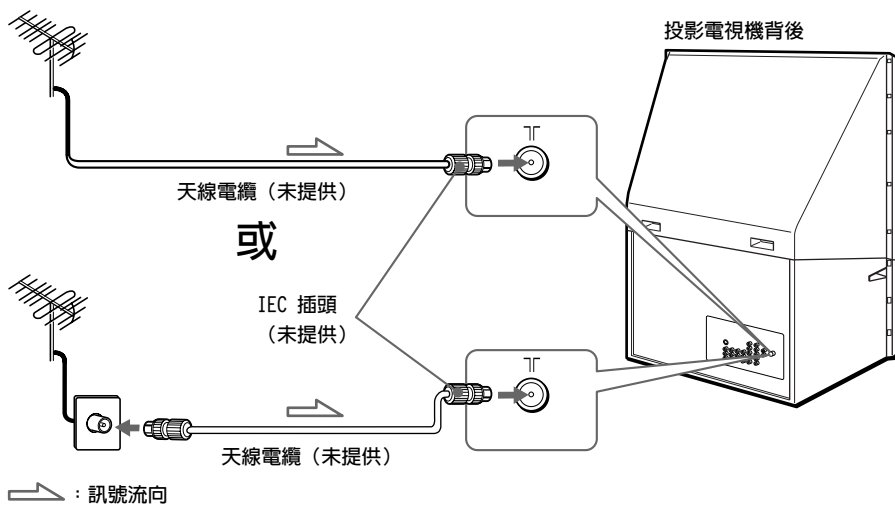 投影電視機背後
天線電纜（未提供）
或
IEC 插頭
（未提供）
天線電纜（未提供）
：訊號流向